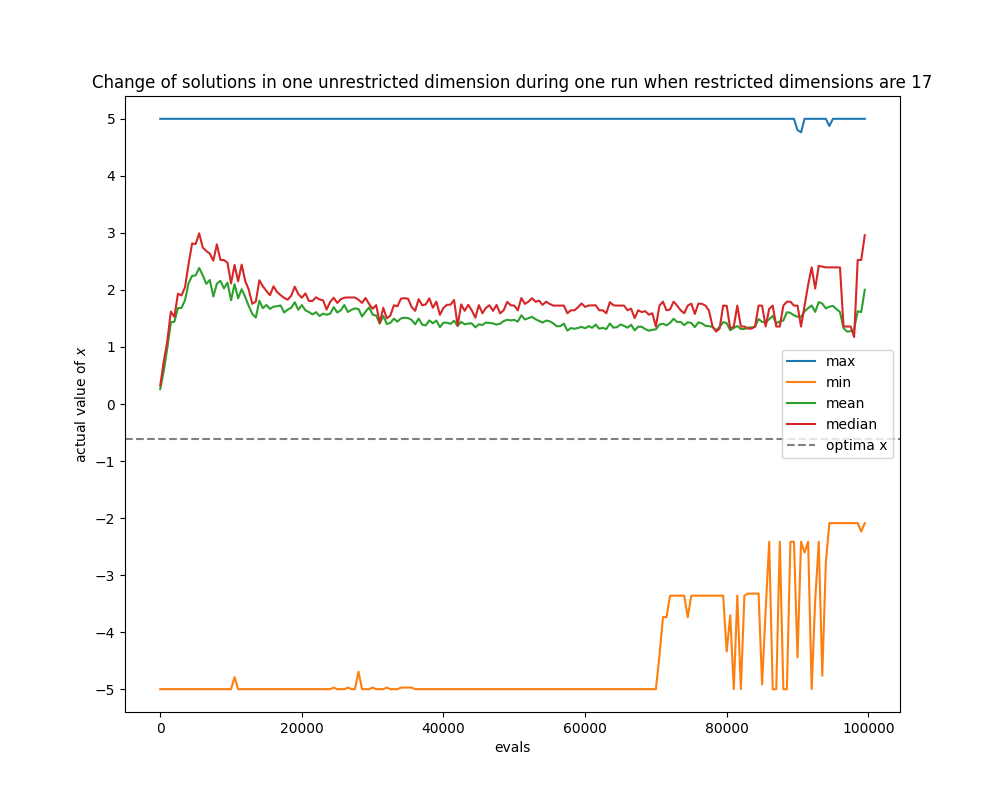 Change of solutions in one unrestricted dimension during one run when restricted dimensions are 17
5
4
3
2
1
0
−1
−2
−3
−4
−5
actual value of x
max
min
mean
median
optima x
0
20000
40000
60000
80000
100000
evals